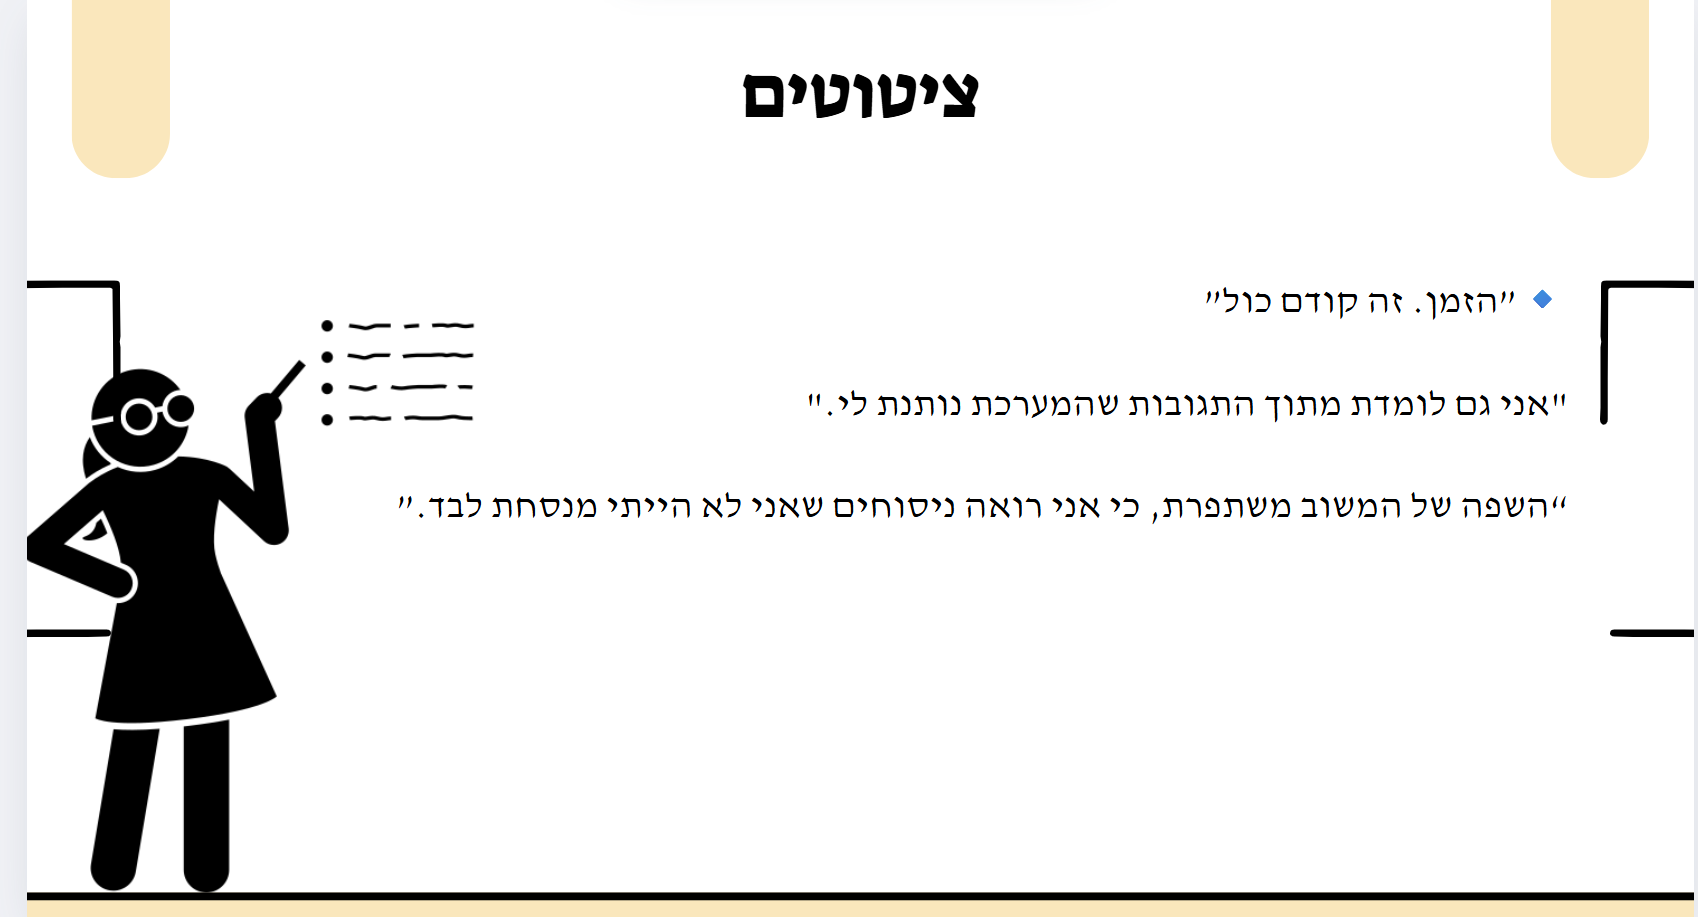 ציטוטים
🔹 "הזמן. זה קודם כול"
"אני גם לומדת מתוך התגובות שהמערכת נותנת לי."
"השפה של המשוב משתפרת, כי אני רואה ניסוחים שאני לא הייתי מנסחת לבד."